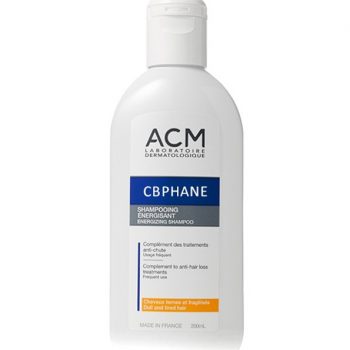 ACM
LABORATOIRE
DERMATOLOGIQUE
CBPHANE
SHAMPOOING
ÉNERGISANT
ENERGIZING SHAMPOO
Complément des traitements
anti-chute
Usage fréquent
Complement to anti-hair loss
treatments
Frequent use
Cheveux ternes et fragilisés
Dull and tired hair
MADE IN FRANCE 200mL